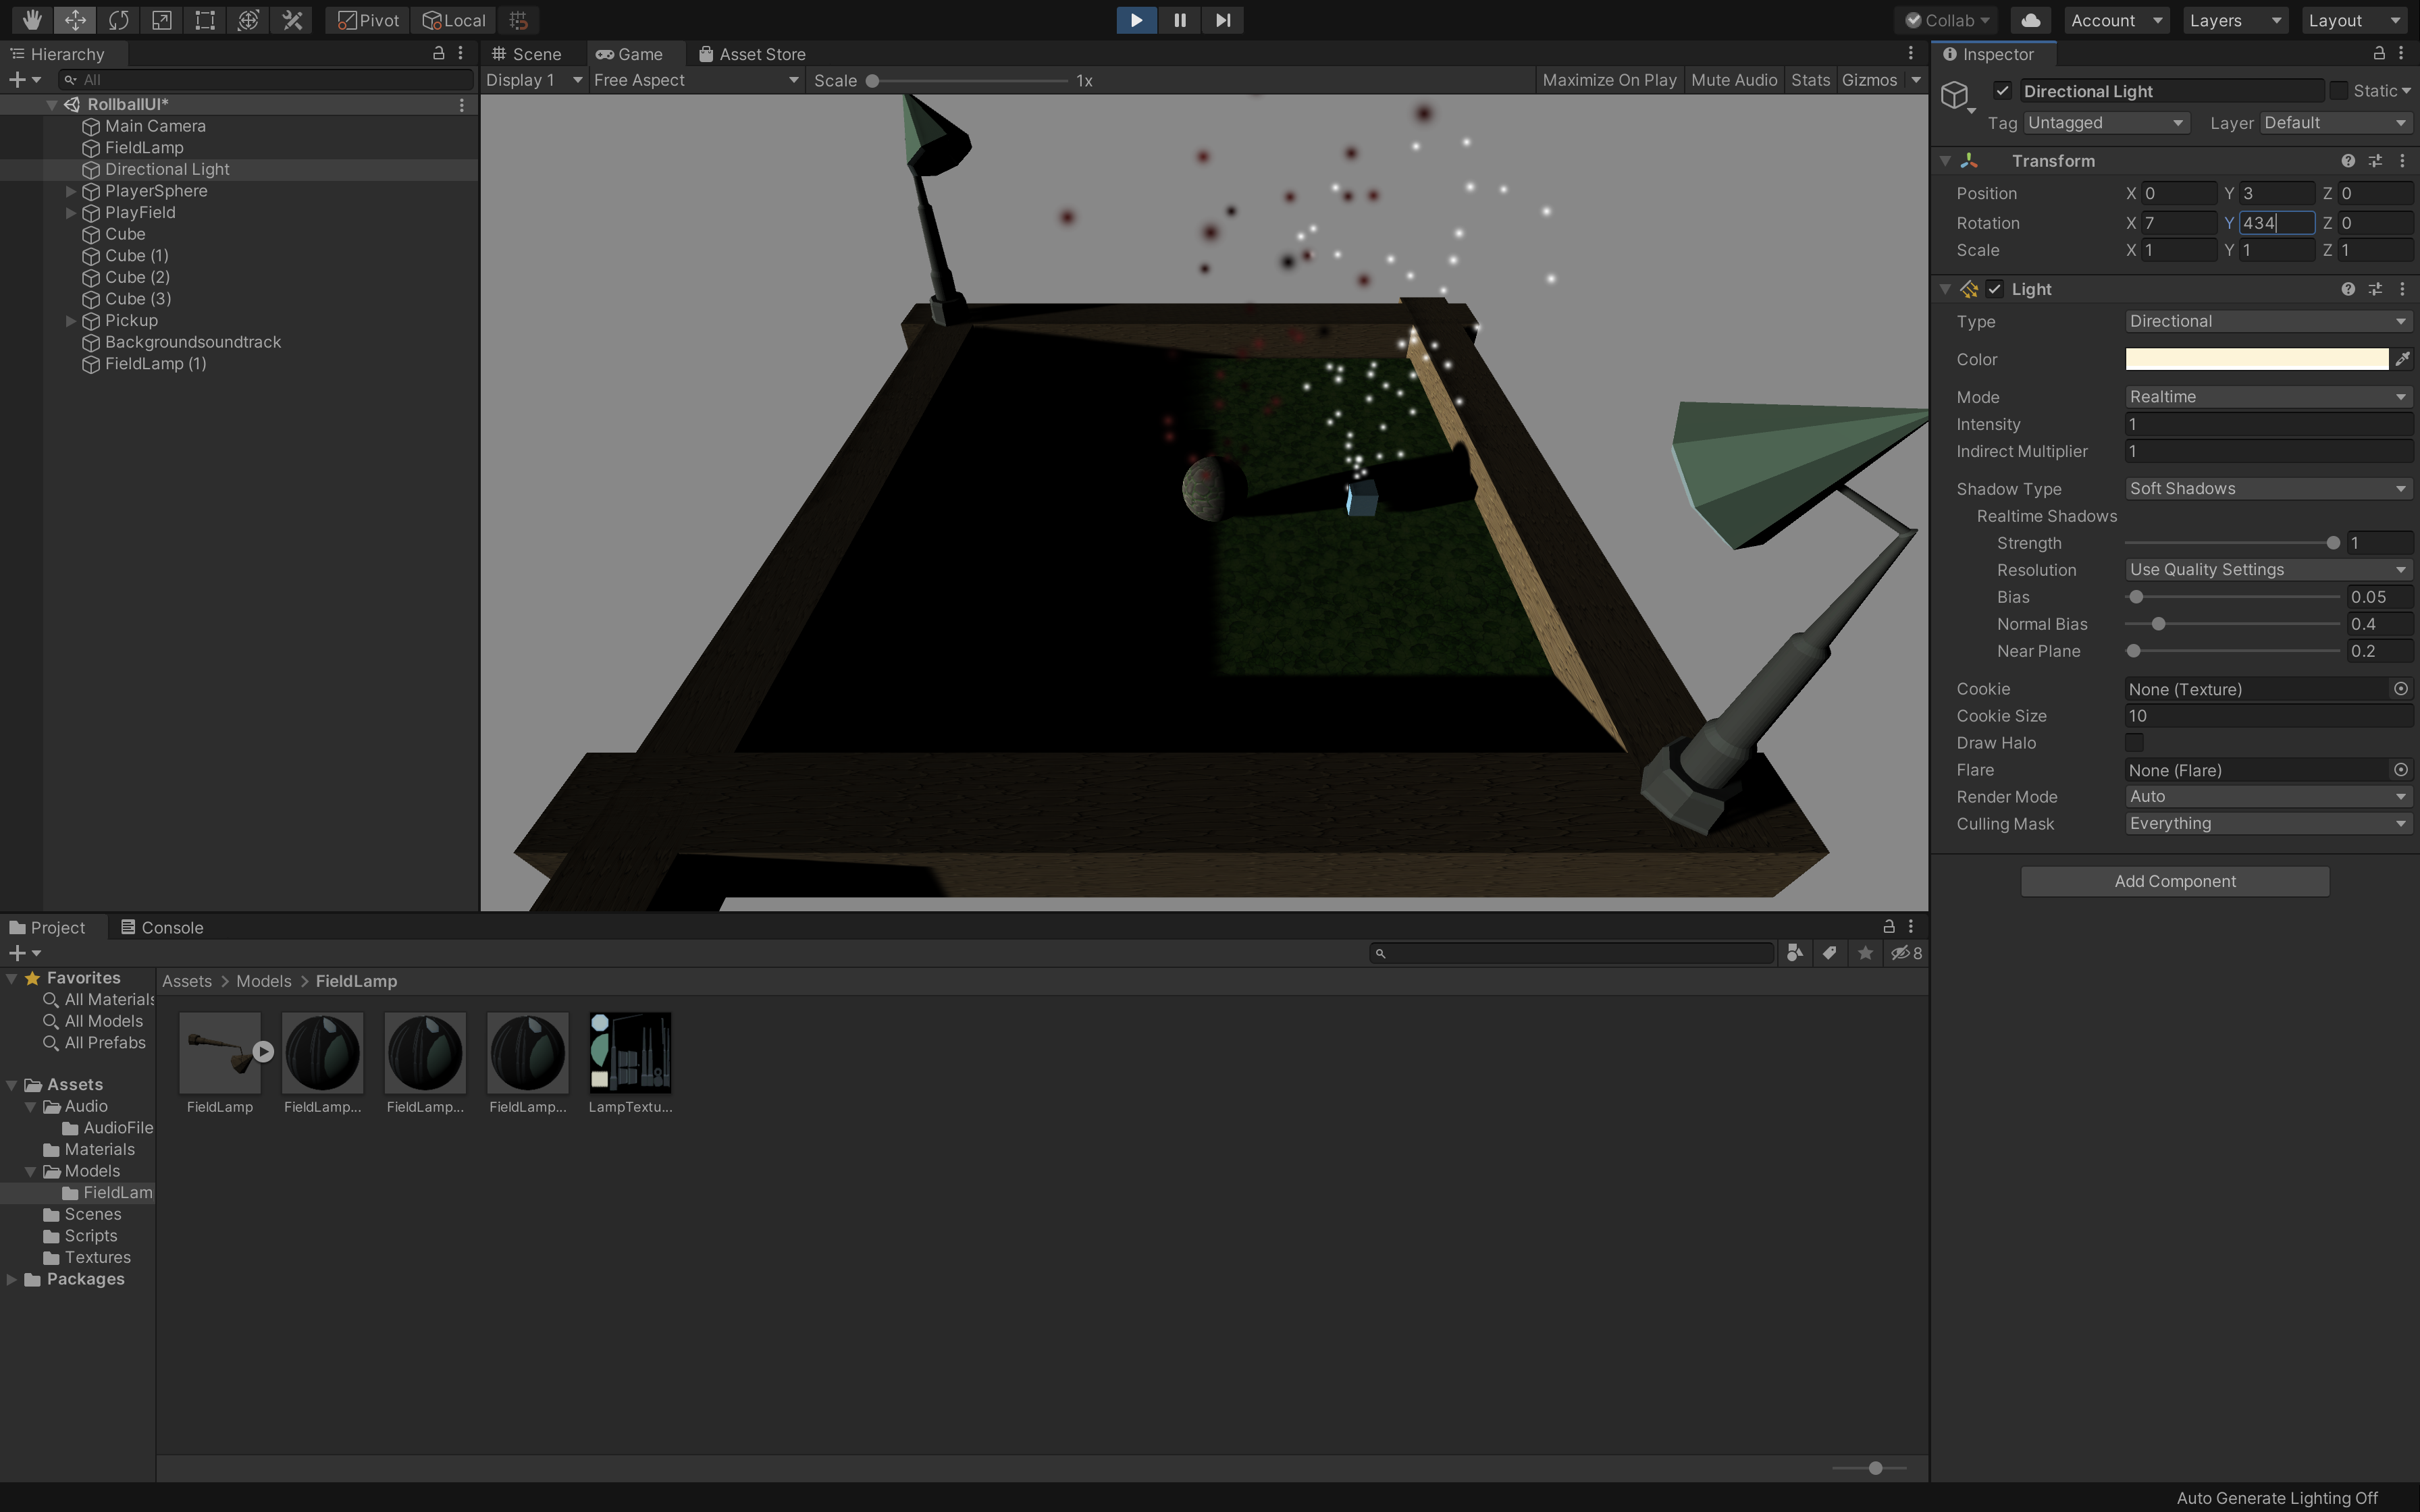 Pivot Local Collab Account Layers Layout
Hierarchy
All
RollballUI*
Main Camera
FieldLamp
Directional Light
PlayerSphere
PlayField
Cube
Cube (1)
Cube (2)
Cube (3)
Pickup
Backgroundsoundtrack
FieldLamp (1)
Scene Game Asset Store
Display 1 Free Aspect Scale 1x Maximize On Play Mute Audio Stats Gizmos
Inspector
Directional Light Static
Tag Untagged Layer Default
Transform
Position X 0 Y 3 Z 0
Rotation X 7 Y 434 Z 0
Scale X 1 Y 1 Z 1
Light
Type Directional
Color
Mode Realtime
Intensity 1
Indirect Multiplier 1
Shadow Type Soft Shadows
Realtime Shadows
Strength 1
Resolution Use Quality Settings
Bias 0.05
Normal Bias 0.4
Near Plane 0.2
Cookie None (Texture)
Cookie Size 10
Draw Halo
Flare None (Flare)
Render Mode Auto
Culling Mask Everything
Add Component
Project Console
8
Favorites
All Materials
All Models
All Prefabs
Assets
Audio
AudioFile
Materials
Models
FieldLam
Scenes
Scripts
Textures
Packages
Assets > Models > FieldLamp
FieldLamp FieldLamp... FieldLamp... FieldLamp... LampTextu...
Auto Generate Lighting Off